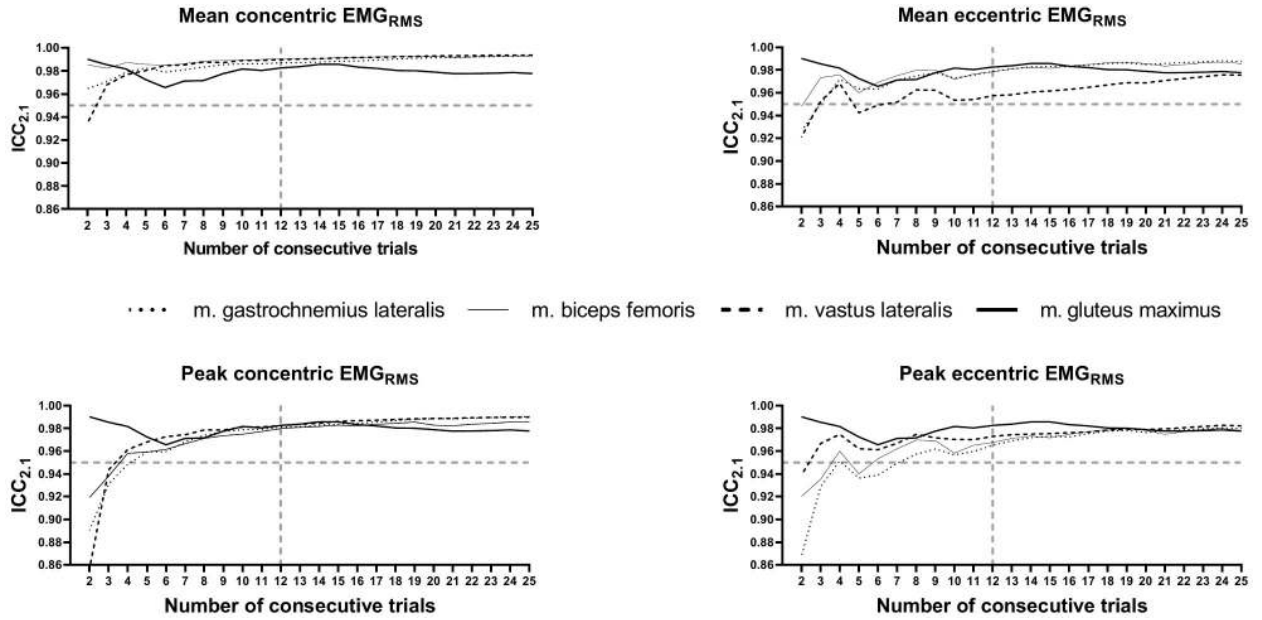 Mean concentric EMGRMS
Mean eccentric EMGRMS
ICC2.1
1.00
0.98
0.96
0.94
0.92
0.90
0.88
0.86
2 3 4 5 6 7 8 9 10 11 12 13 14 15 16 17 18 19 20 21 22 23 24 25
Number of consecutive trials
ICC2.1
1.00
0.98
0.96
0.94
0.92
0.90
0.88
0.86
2 3 4 5 6 7 8 9 10 11 12 13 14 15 16 17 18 19 20 21 22 23 24 25
Number of consecutive trials
m. gastrochnemius lateralis m. biceps femoris m. vastus lateralis m. gluteus maximus
Peak concentric EMGRMS
Peak eccentric EMGRMS
ICC2.1
1.00
0.98
0.96
0.94
0.92
0.90
0.88
0.86
2 3 4 5 6 7 8 9 10 11 12 13 14 15 16 17 18 19 20 21 22 23 24 25
Number of consecutive trials
ICC2.1
1.00
0.98
0.96
0.94
0.92
0.90
0.88
0.86
2 3 4 5 6 7 8 9 10 11 12 13 14 15 16 17 18 19 20 21 22 23 24 25
Number of consecutive trials